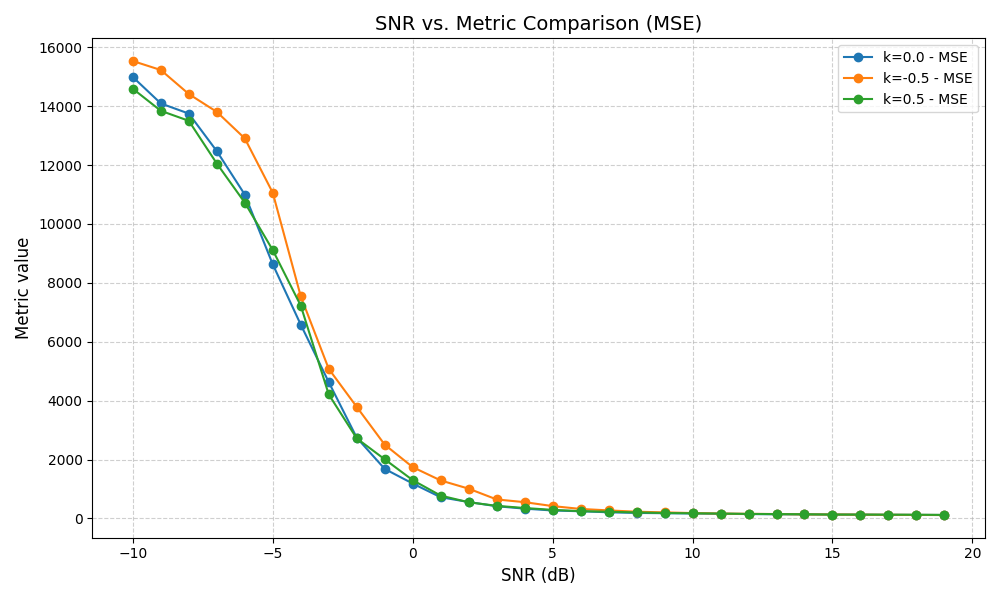 SNR vs. Metric Comparison (MSE)
k=0.0 - MSE
k=-0.5 - MSE
k=0.5 - MSE
Metric value
16000
14000
12000
10000
8000
6000
4000
2000
0
−10
−5
0
5
10
15
20
SNR (dB)